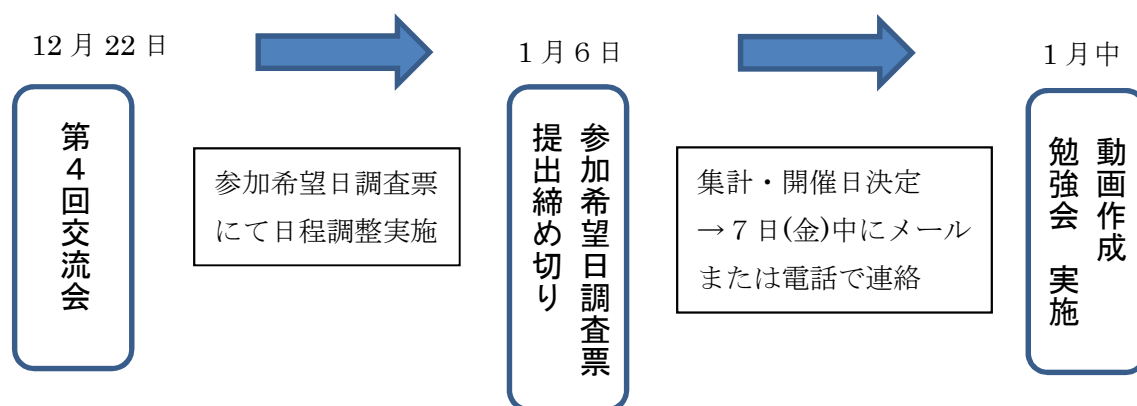 12月22日
第４回交流会
参加希望日調査票
にて日程調整実施
1月6日
参加希望日調査票
提出締め切り
集計・開催日決定
→７日(金)中にメール
または電話で連絡
1月中
動画作成
勉強会　実施